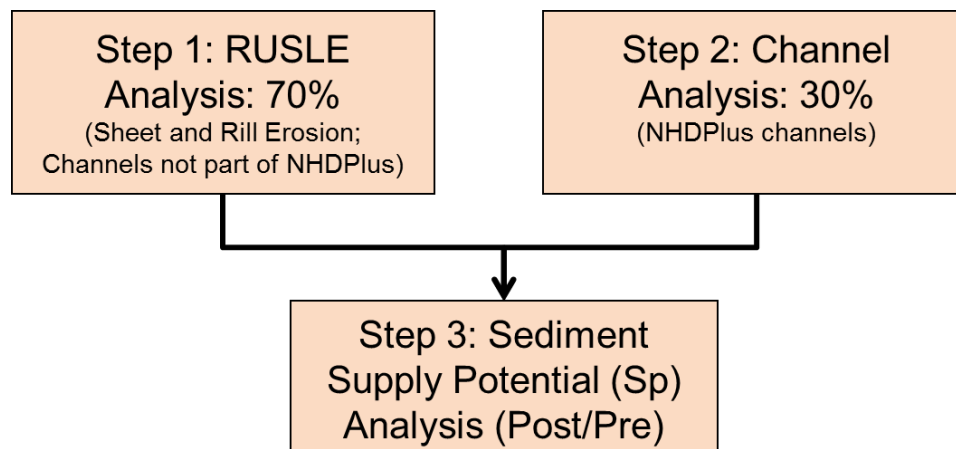 Step 1: RUSLE
Analysis: 70%
(Sheet and Rill Erosion;
Channels not part of NHDPlus)
Step 2: Channel
Analysis: 30%
(NHDPlus channels)
Step 3: Sediment
Supply Potential (Sp)
Analysis (Post/Pre)